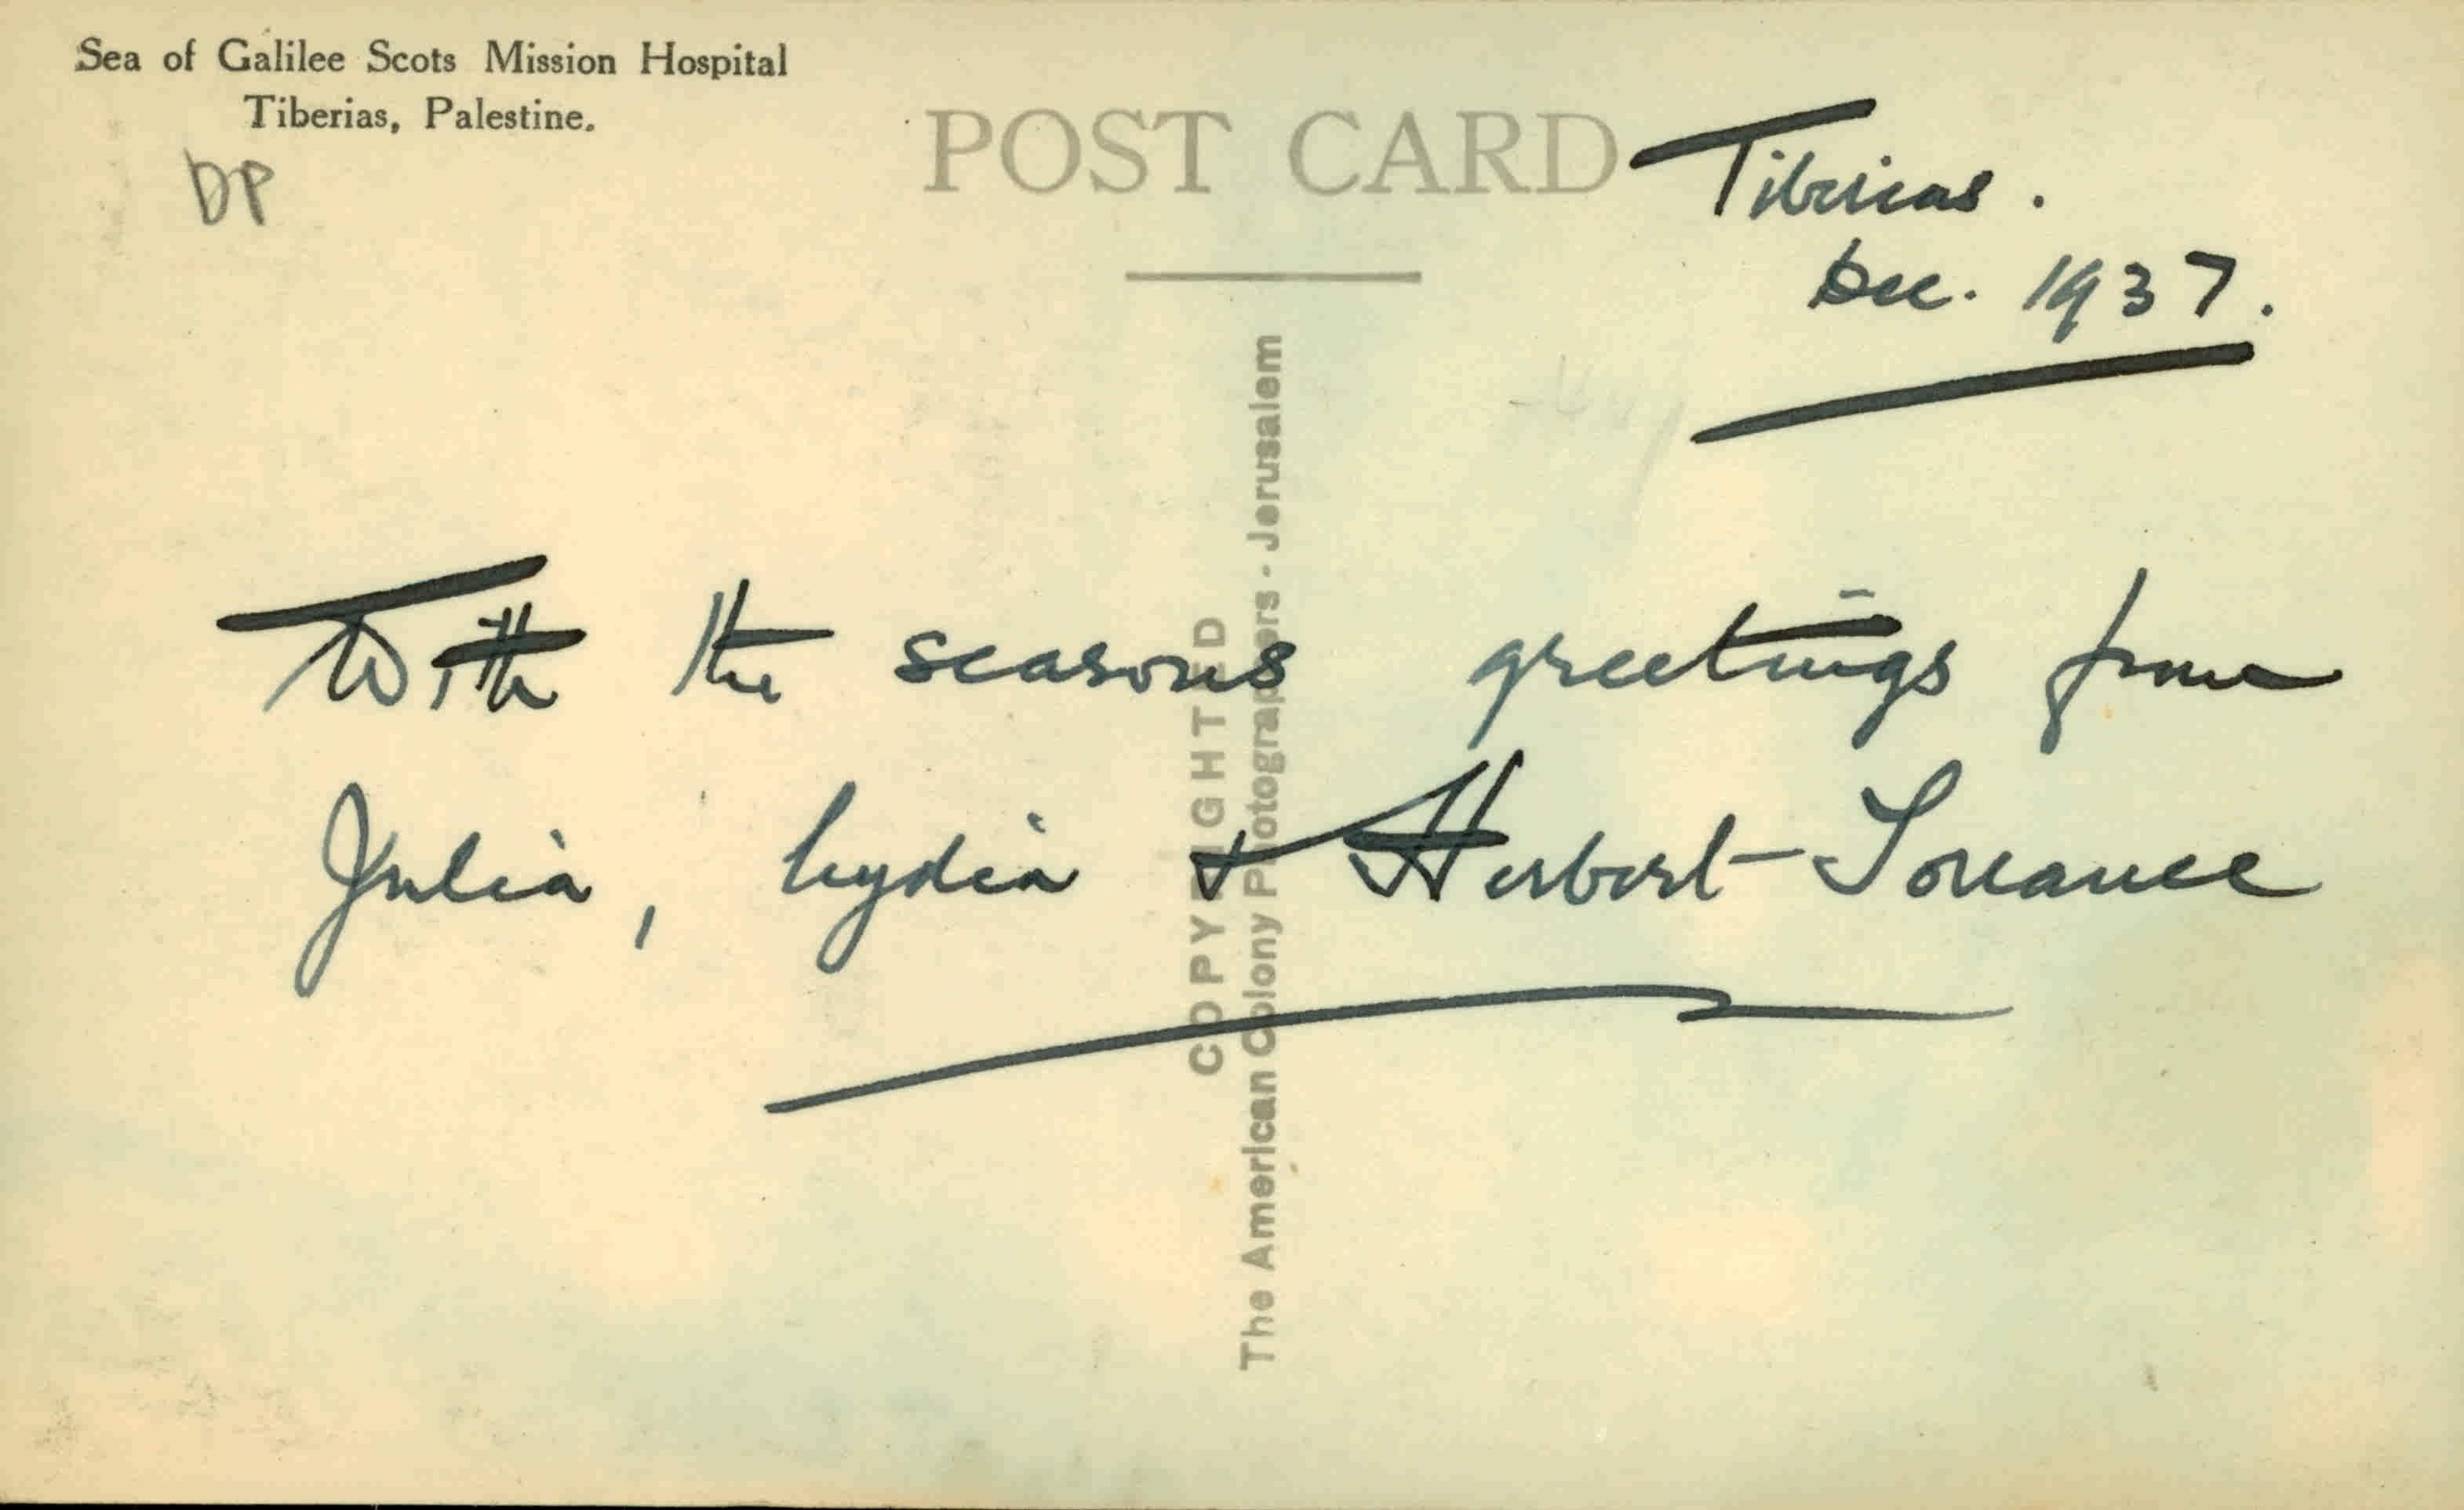 Sea of Galilee Scots Mission Hospital
Tiberias, Palestine.
DP
POST CARD
Tiberias.
Dec. 1937.
With the seasons greetings from
Julia, Lydia & Herbert Torrance
COPYRIGHTED
The American Colony Photographers - Jerusalem